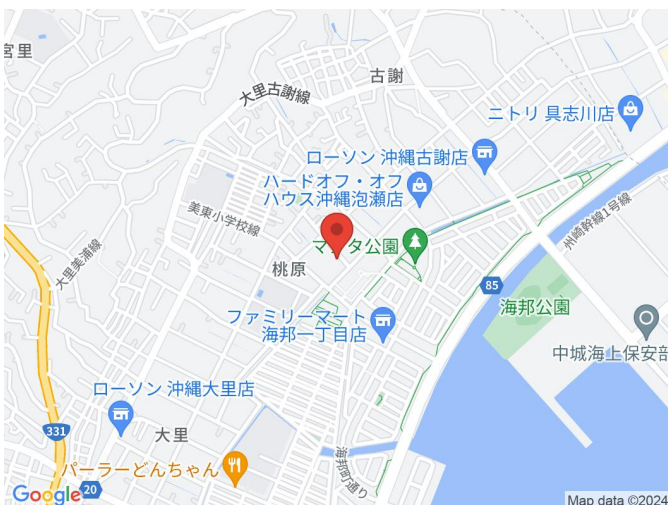 宮里
古謝
大里古謝線
ニトリ 具志川店
ローソン 沖縄古謝店
ハードオフ・オフ
ハウス沖縄泡瀬店
美東小学校線
州崎幹線1号線
大里美浦線
桃原
85
海邦公園
ファミリーマート
海邦一丁目店
中城海上保安部
ローソン 沖縄大里店
331
大里
海邦町通り
パーラーどんちゃん
Google
20
Map data ©2024